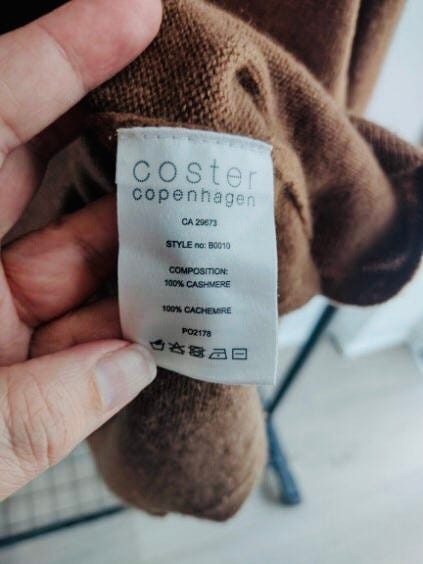 coster
copenhagen
CA 29673
STYLE no: B0010
COMPOSITION:
100% CASHMERE
100% CACHEMIRE
PO2178